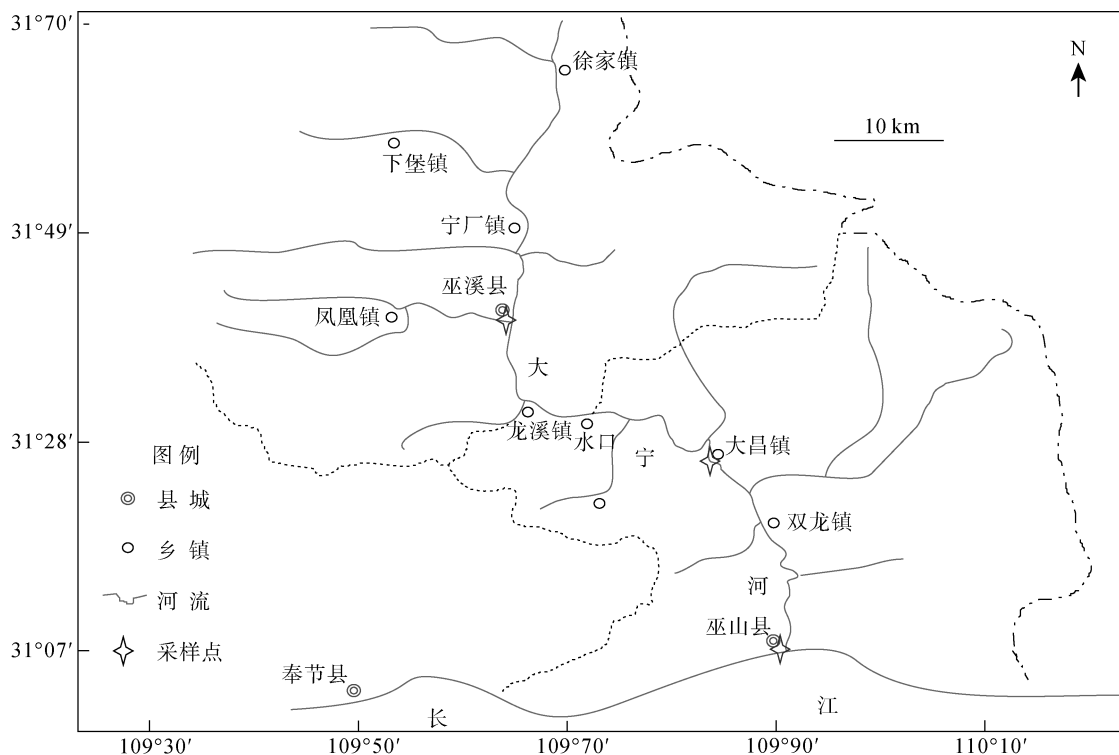 31°70′
徐家镇
N
10 km
下堡镇
宁厂镇
31°49′
巫溪县
凤凰镇
大
龙溪镇
水口
31°28′
宁
大昌镇
图例
县城
双龙镇
乡镇
河
河流
巫山县
31°07′
采样点
奉节县
长
江
109°30′
109°50′
109°70′
109°90′
110°10′